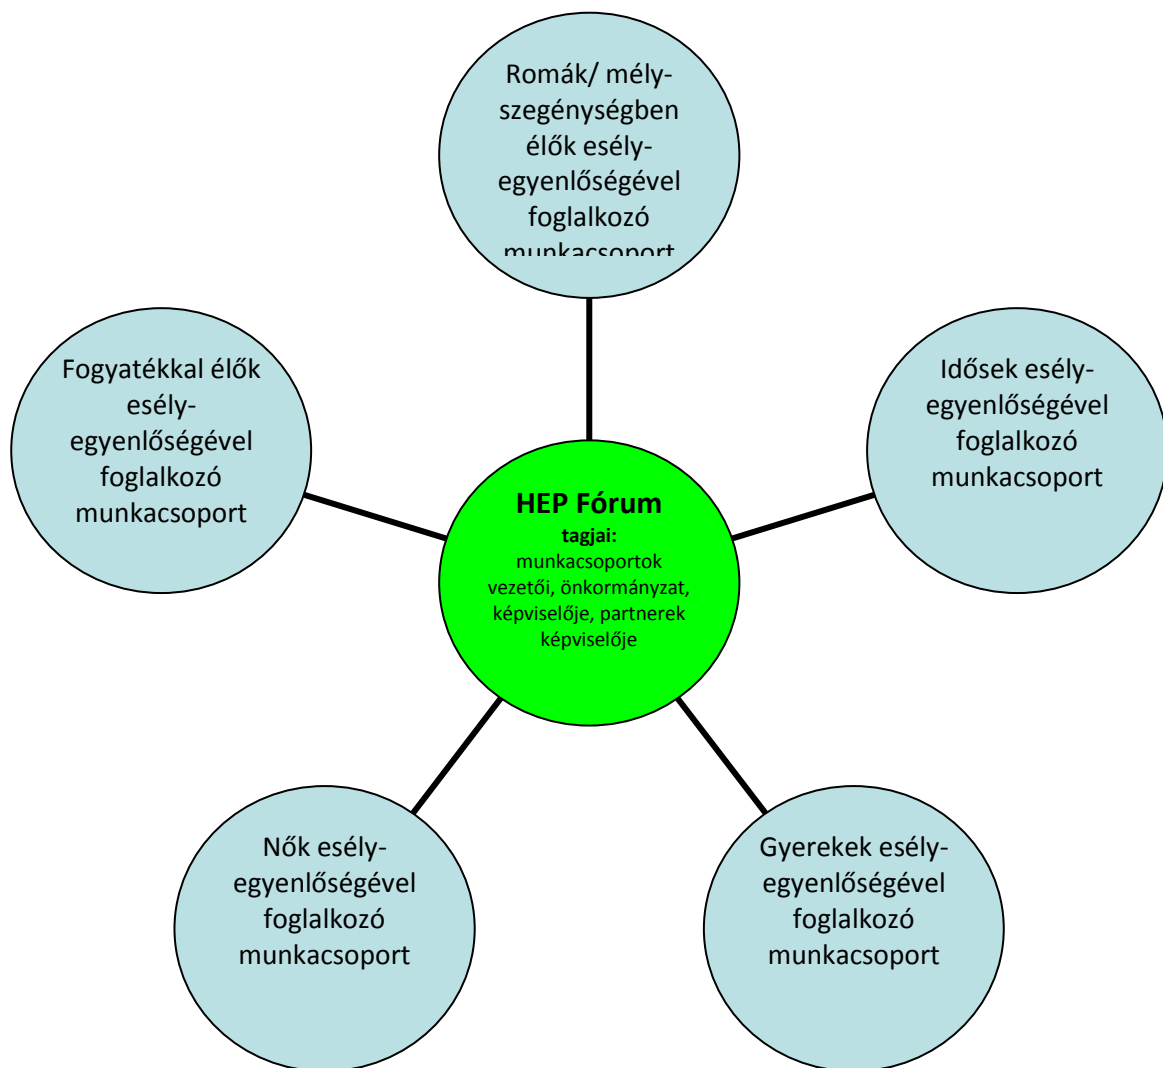 Romák/ mély-
szegénységben
élők esély-
egyenlőségével
foglalkozó
munkacsoport
Fogyatékkal élők
esély-
egyenlőségével
foglalkozó
munkacsoport
Idősek esély-
egyenlőségével
foglalkozó
munkacsoport
HEP Fórum
tagjai:
munkacsoportok
vezetői, önkormányzat,
képviselője, partnerek
képviselője
Nők esély-
egyenlőségével
foglalkozó
munkacsoport
Gyerekek esély-
egyenlőségével
foglalkozó
munkacsoport